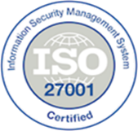 Information Security Management System
ISO
27001
Certified